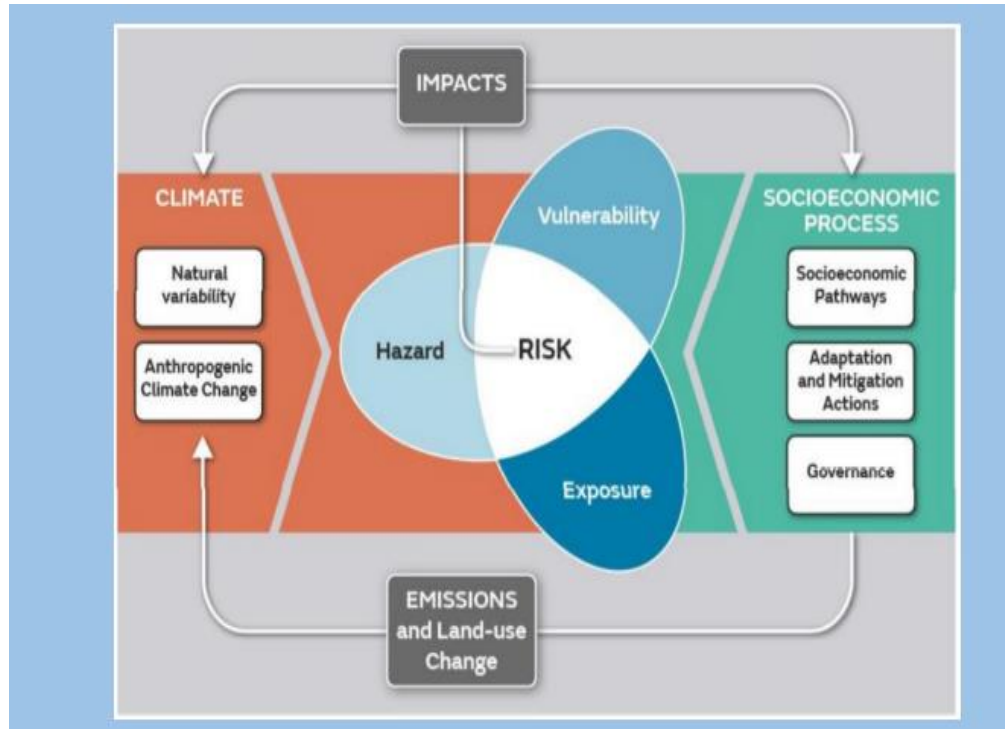 IMPACTS
CLIMATE
Natural
variability
Anthropogenic
Climate Change
Vulnerability
Hazard
RISK
Exposure
SOCIOECONOMIC
PROCESS
Socioeconomic
Pathways
Adaptation
and Mitigation
Actions
Governance
EMISSIONS
and Land-use
Change